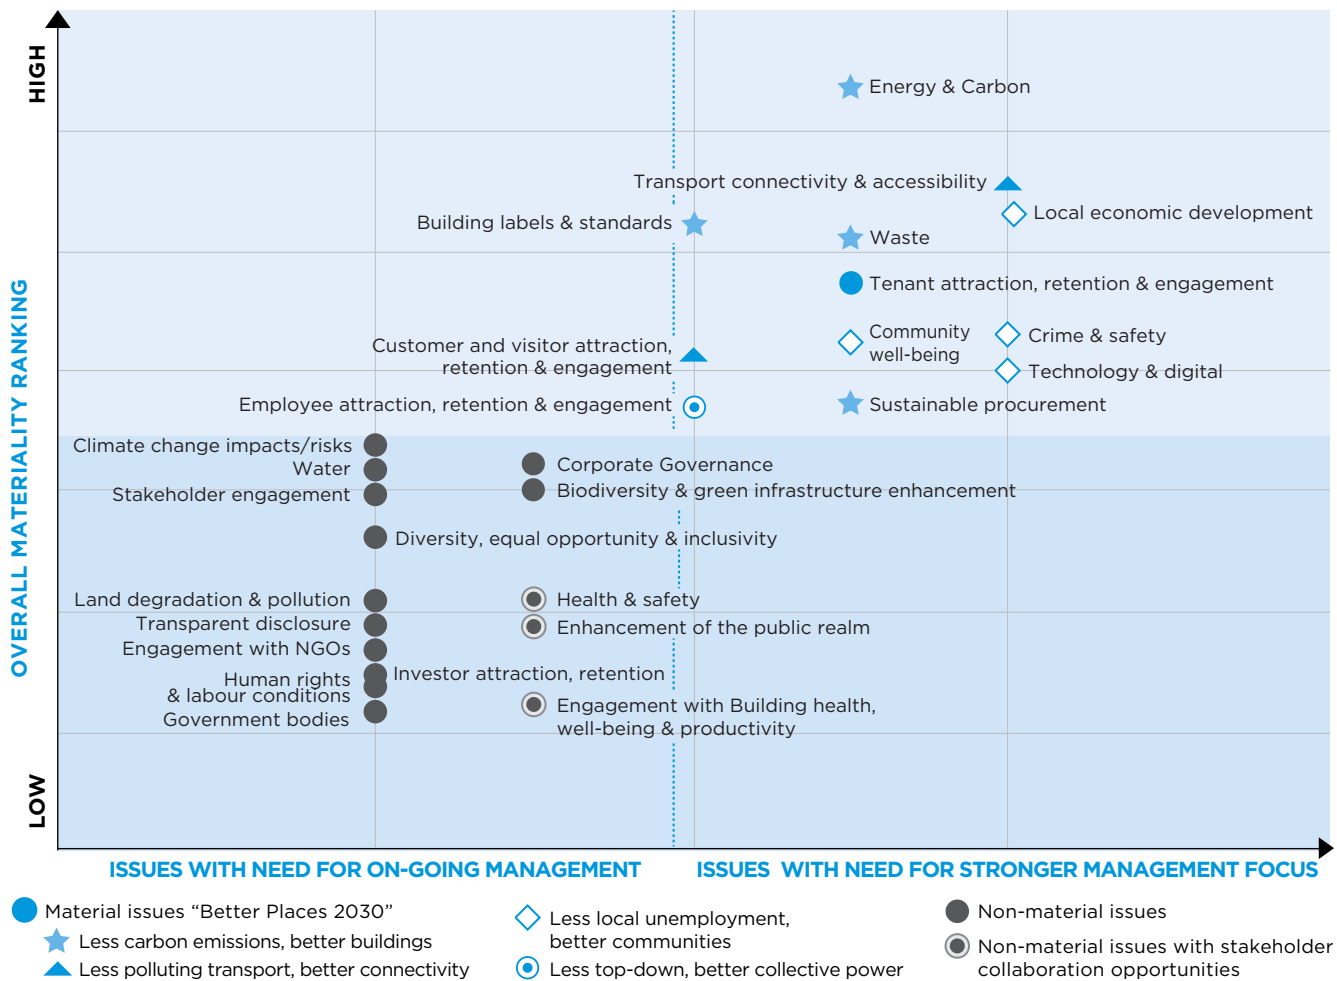 HIGH
Energy & Carbon
Transport connectivity & accessibility
Local economic development
Building labels & standards
Waste
Tenant attraction, retention & engagement
Community
well-being
Crime & safety
Customer and visitor attraction,
retention & engagement
Technology & digital
Employee attraction, retention & engagement
Sustainable procurement
OVERALL MATERIALITY RANKING
Climate change impacts/risks
Water
Stakeholder engagement
Corporate Governance
Biodiversity & green infrastructure enhancement
Diversity, equal opportunity & inclusivity
Land degradation & pollution
Health & safety
Transparent disclosure
Enhancement of the public realm
Engagement with NGOs
Investor attraction, retention
Human rights
& labour conditions
Government bodies
Engagement with Building health,
well-being & productivity
LOW
ISSUES WITH NEED FOR ON-GOING MANAGEMENT
ISSUES WITH NEED FOR STRONGER MANAGEMENT FOCUS
Material issues “Better Places 2030”
Less carbon emissions, better buildings
Less polluting transport, better connectivity
Less local unemployment,
better communities
Less top-down, better collective power
Non-material issues
Non-material issues with stakeholder
collaboration opportunities